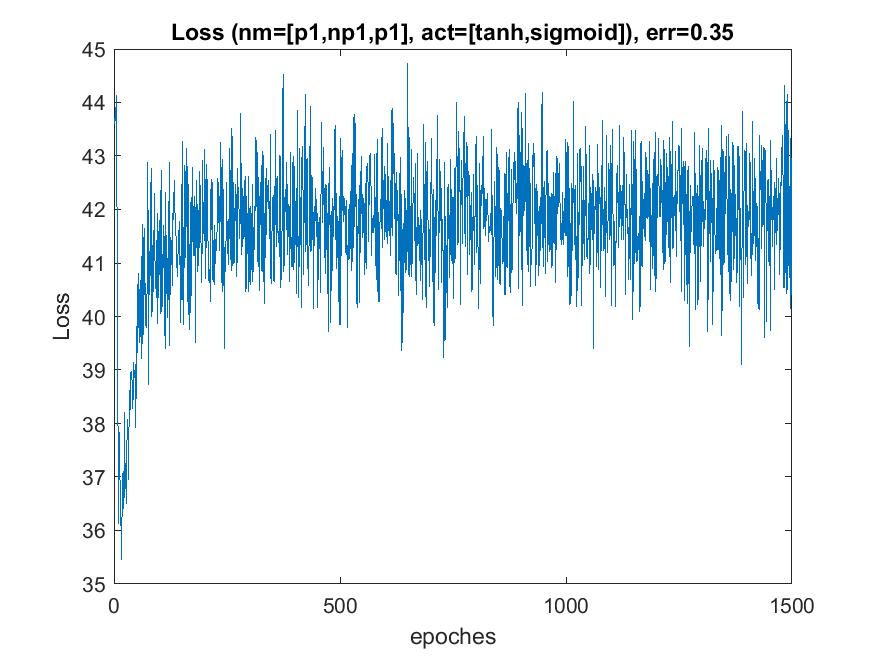 Loss (nm=[p1,np1,p1], act=[tanh,sigmoid]), err=0.35
45
44
43
42
41
40
39
38
37
36
35
Loss
0 500 1000 1500
epoches